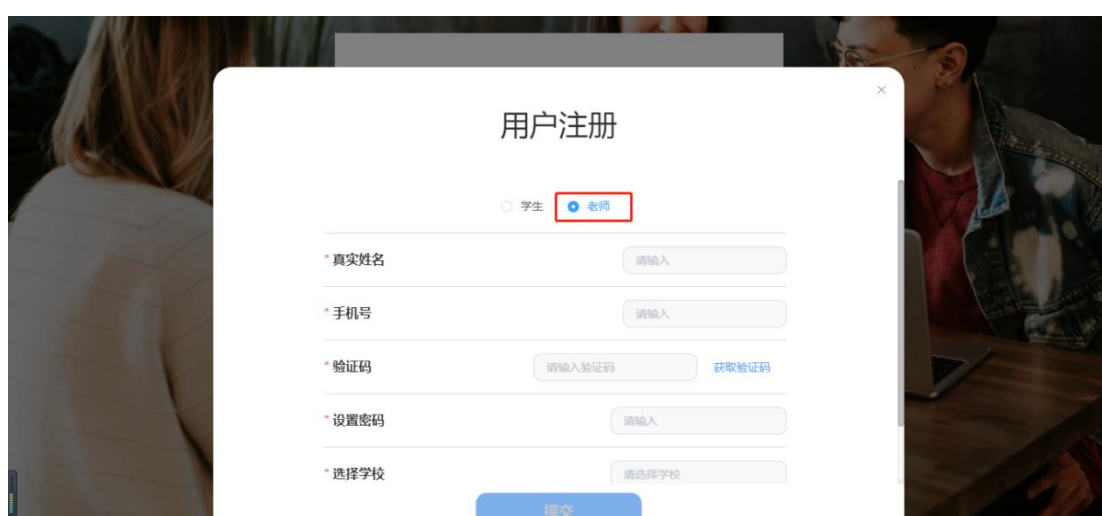 ×
用户注册
学生 老师
* 真实姓名 请输入
* 手机号 请输入
* 验证码 请输入验证码 获取验证码
* 设置密码 请输入
* 选择学校 请选择学校
提交